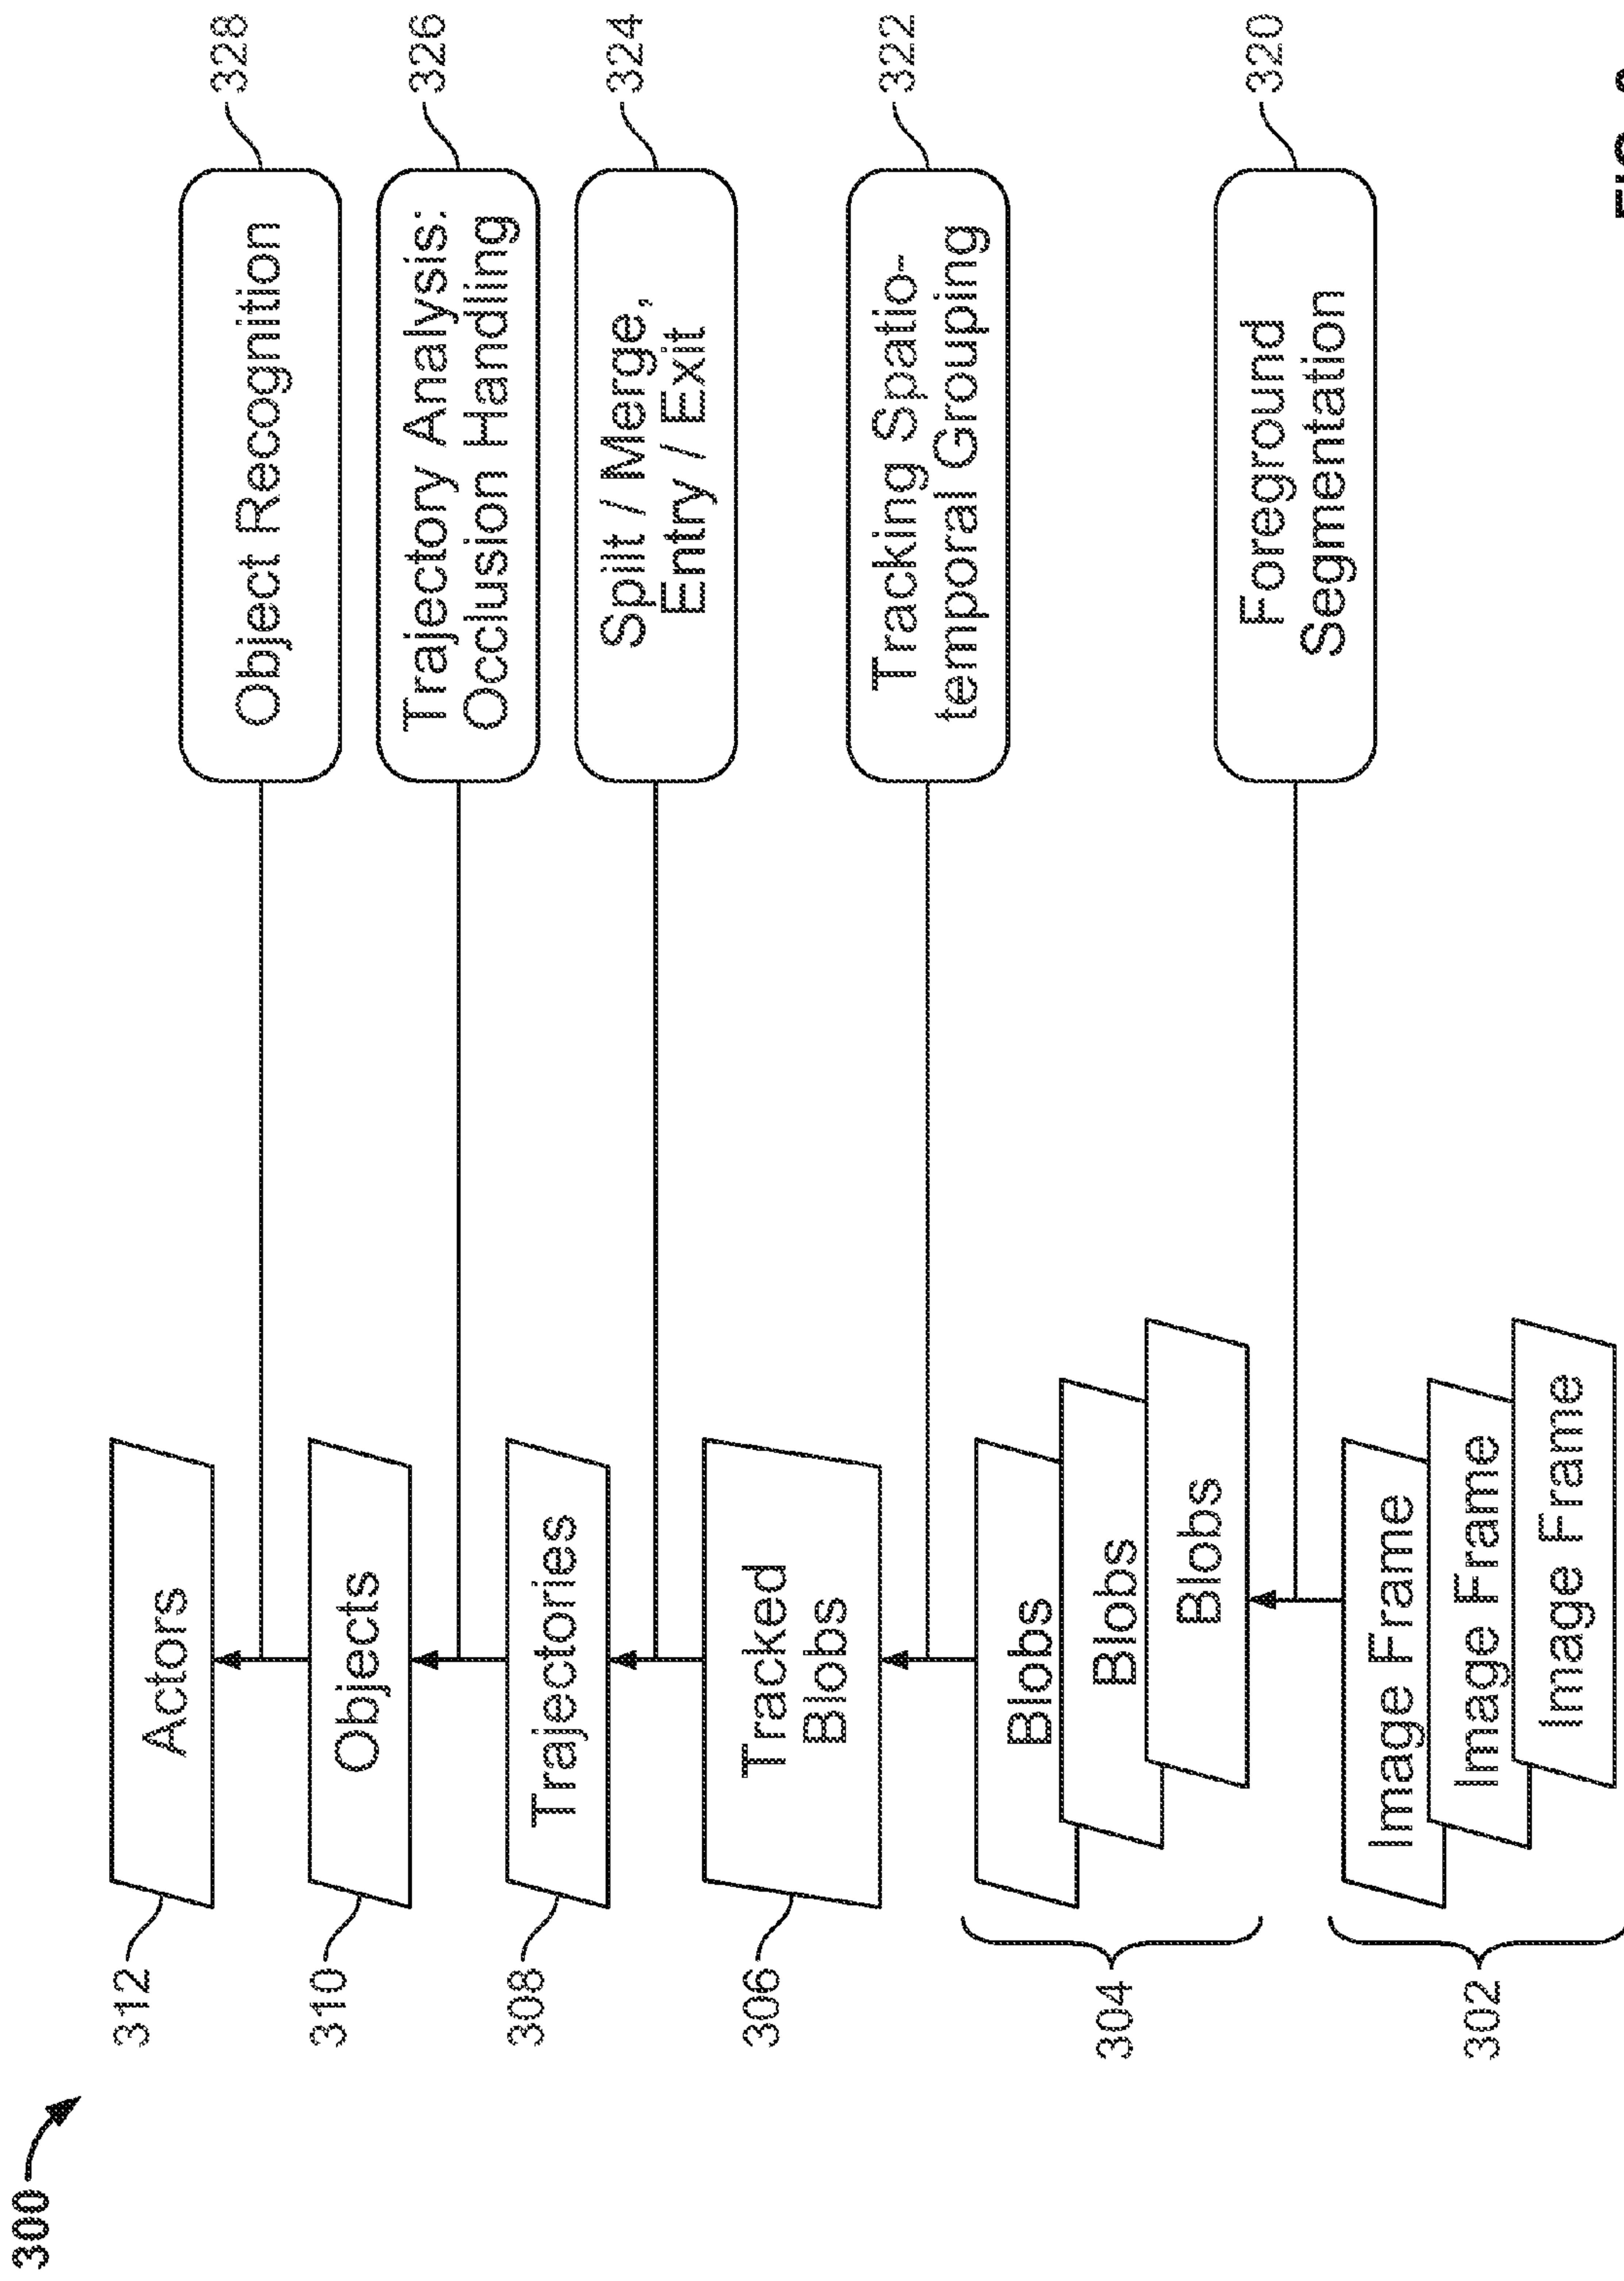 300
312
Actors
Object Recognition
328
310
Objects
Trajectory Analysis:
Occlusion Handling
326
308
Trajectories
Split / Merge,
Entry / Exit
324
306
Tracked
Blobs
Tracking Spatio-
temporal Grouping
322
304
Blobs
Blobs
Blobs
Foreground
Segmentation
320
302
Image Frame
Image Frame
Image Frame
FIG.